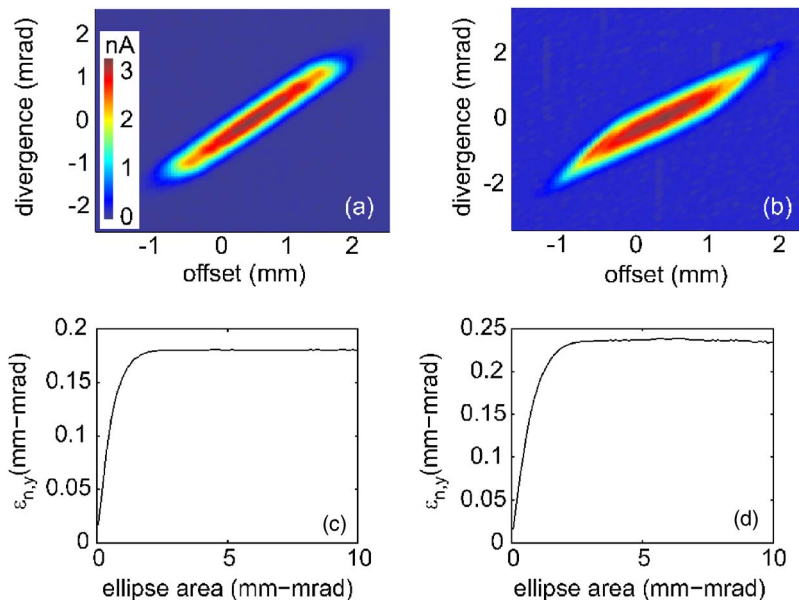 divergence (mrad)
2
1
0
-1
-2
nA
3
2
1
0
(a)
-1 0 1 2
offset (mm)
divergence (mrad)
2
0
-2
(b)
-1 0 1 2
offset (mm)
εn,y(mm−mrad)
0.2
0.15
0.1
0.05
0
(c)
0 5 10
ellipse area (mm−mrad)
εn,y(mm−mrad)
0.25
0.2
0.15
0.1
0.05
0
(d)
0 5 10
ellipse area (mm−mrad)